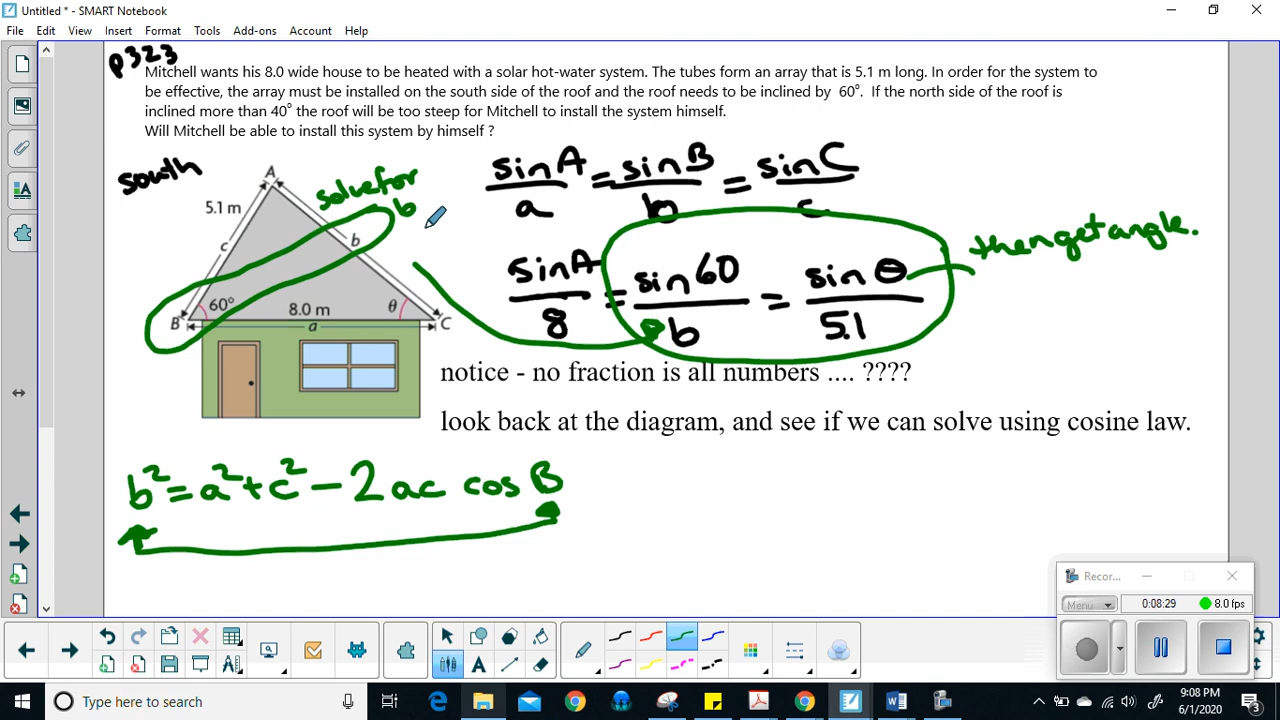 Untitled * - SMART Notebook
File Edit View Insert Format Tools Add-ons Account Help
p323
Mitchell wants his 8.0 wide house to be heated with a solar hot-water system. The tubes form an array that is 5.1 m long. In order for the system to
be effective, the array must be installed on the south side of the roof and the roof needs to be inclined by 60°. If the north side of the roof is
inclined more than 40° the roof will be too steep for Mitchell to install the system himself.
Will Mitchell be able to install this system by himself ?
south
A
solve for
b
5.1 m
c
b
60°
8.0 m
θ
B
a
C
sinA/a = sinB/b = sinC/c
sinA/8 = sin60/b = sinθ/5.1
then get angle.
notice - no fraction is all numbers .... ????
look back at the diagram, and see if we can solve using cosine law.
b² = a² + c² - 2ac cos B
Recor...
Menu
0:08:29
8.0 fps
Type here to search
9:08 PM
6/1/2020
3